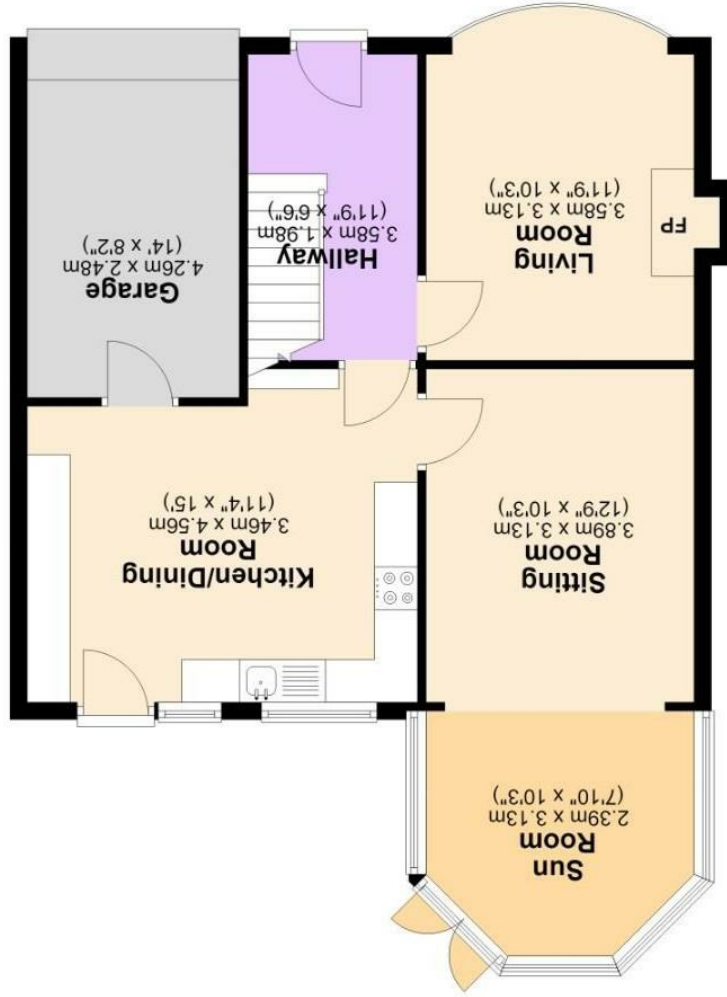 Sun
Room
2.39m x 3.13m
(7'10" x 10'3")
Kitchen/Dining
Room
3.46m x 4.56m
(11'4" x 15')
Sitting
Room
3.89m x 3.13m
(12'9" x 10'3")
Living
Room
3.58m x 3.13m
(11'9" x 10'3")
FP
Hallway
3.58m x 1.98m
(11'9" x 6'6")
Garage
4.26m x 2.48m
(14' x 8'2")